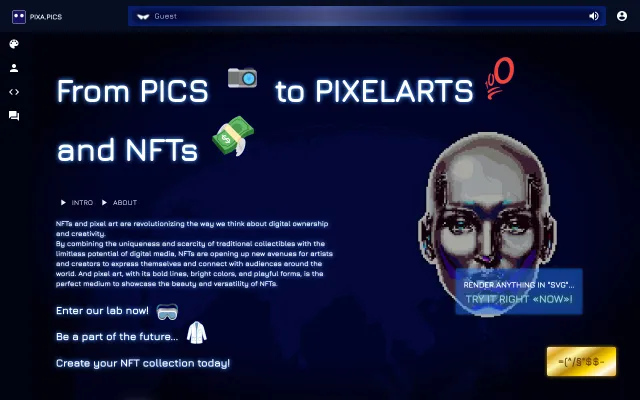 PIXA.PICS
Guest
From PICS 📷 to PIXELARTS 💯
and NFTs 💸
INTRO ABOUT
NFTs and pixel art are revolutionizing the way we think about digital ownership
and creativity.
By combining the uniqueness and scarcity of traditional collectibles with the
limitless potential of digital media, NFTs are opening up new avenues for artists
and creators to express themselves and connect with audiences around the
world. And pixel art, with its bold lines, bright colors, and playful forms, is the
perfect medium to showcase the beauty and versatility of NFTs.
RENDER ANYTHING IN "SVG"...
TRY IT RIGHT «NOW»!
Enter our lab now! 🥽
Be a part of the future... 🥼
Create your NFT collection today!